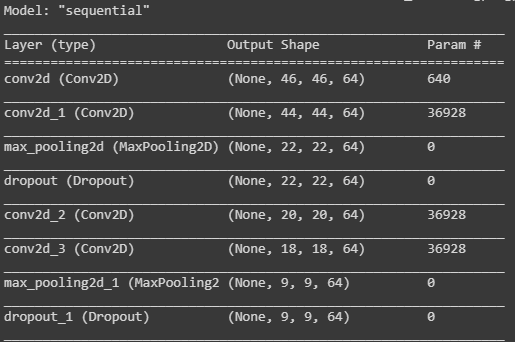 Model: "sequential"
Layer (type) Output Shape Param #
conv2d (Conv2D) (None, 46, 46, 64) 640
conv2d_1 (Conv2D) (None, 44, 44, 64) 36928
max_pooling2d (MaxPooling2D) (None, 22, 22, 64) 0
dropout (Dropout) (None, 22, 22, 64) 0
conv2d_2 (Conv2D) (None, 20, 20, 64) 36928
conv2d_3 (Conv2D) (None, 18, 18, 64) 36928
max_pooling2d_1 (MaxPooling2 (None, 9, 9, 64) 0
dropout_1 (Dropout) (None, 9, 9, 64) 0